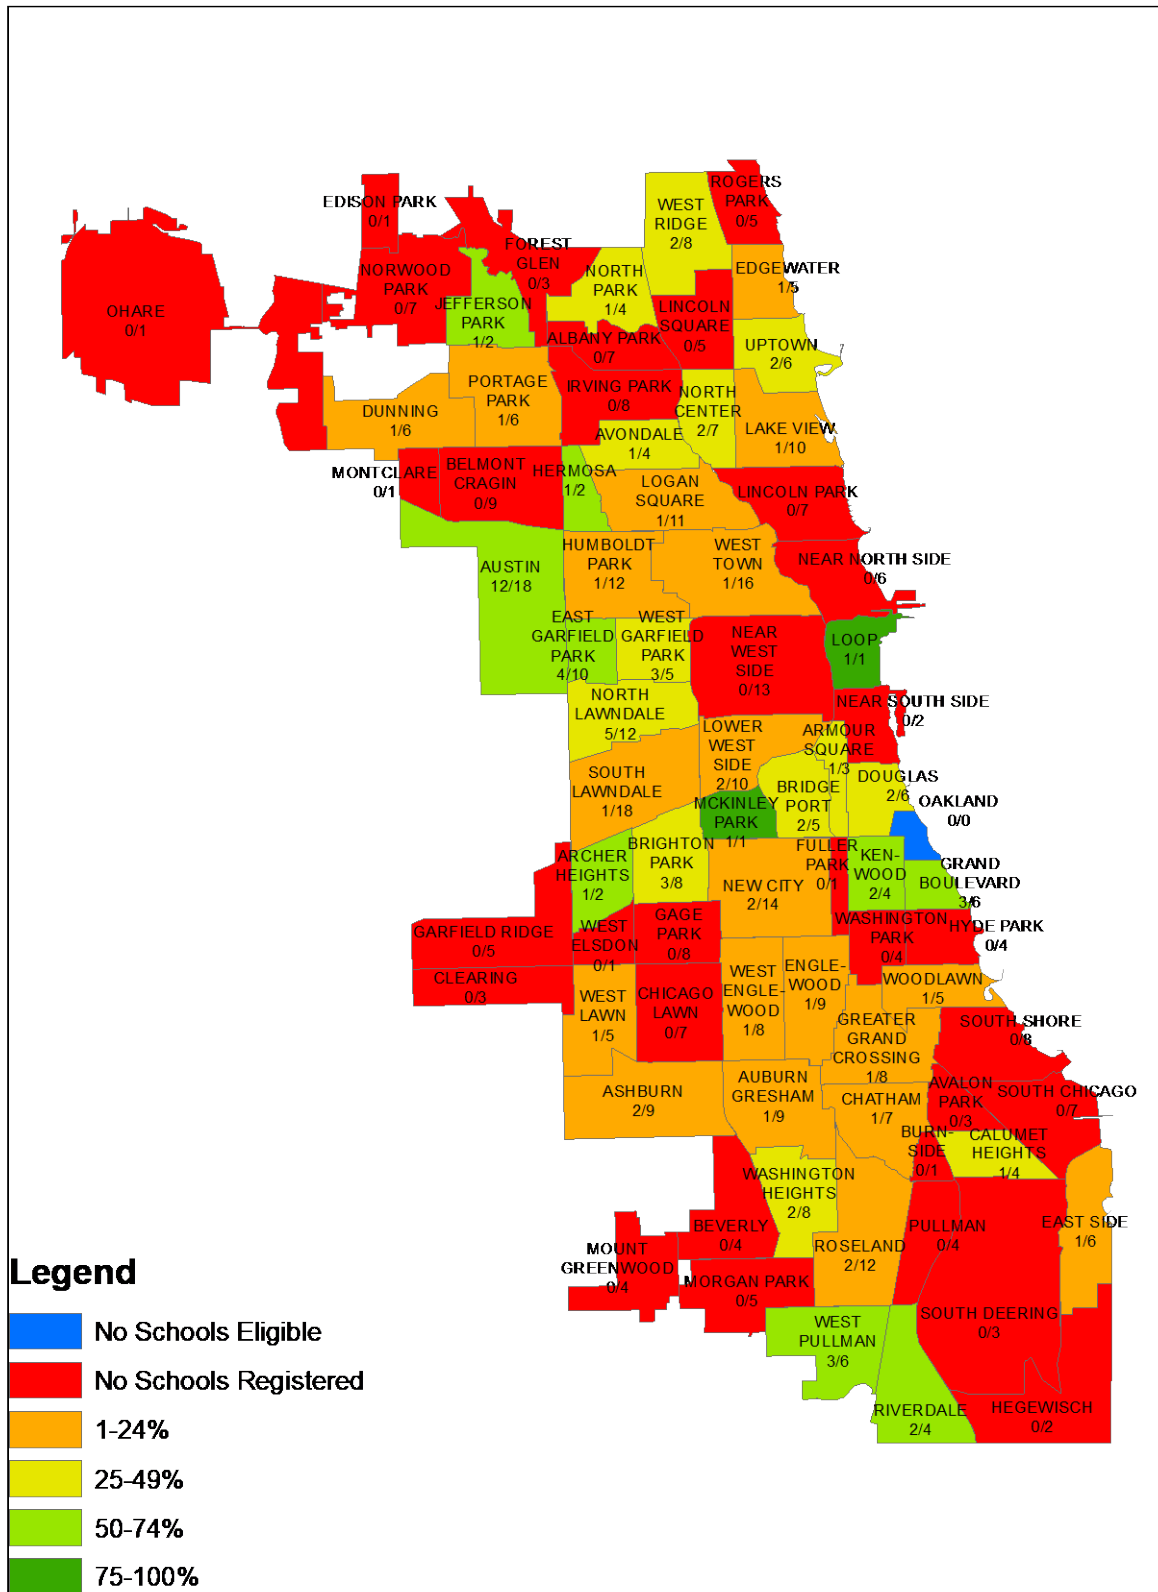 ROGERS
PARK
0/5
EDISON PARK
0/1
WEST
RIDGE
2/8
FOREST
GLEN
0/3
EDGEWATER
1/5
NORWOOD
PARK
0/7
NORTH
PARK
1/4
OHARE
0/1
JEFFERSON
PARK
1/2
LINCOLN
SQUARE
0/5
ALBANY PARK
0/7
UPTOWN
2/6
PORTAGE
PARK
1/6
IRVING PARK
0/8
NORTH
CENTER
2/7
DUNNING
1/6
LAKE VIEW
1/10
AVONDALE
1/4
MONTCLARE
0/1
BELMONT
CRAGIN
0/9
HERMOSA
1/2
LOGAN
SQUARE
1/11
LINCOLN PARK
0/7
HUMBOLDT
PARK
1/12
WEST
TOWN
1/16
NEAR NORTH SIDE
0/6
AUSTIN
12/18
EAST
GARFIELD
PARK
4/10
WEST
GARFIELD
PARK
3/5
NEAR
WEST
SIDE
0/13
LOOP
1/1
NORTH
LAWNDALE
5/12
NEAR SOUTH SIDE
0/2
LOWER
WEST
SIDE
2/10
ARMOUR
SQUARE
1/3
SOUTH
LAWNDALE
1/18
BRIDGE
PORT
2/5
DOUGLAS
2/6
OAKLAND
0/0
MCKINLEY
PARK
1/1
ARCHER
HEIGHTS
1/2
BRIGHTON
PARK
3/8
FULLER
PARK
0/1
KEN-
WOOD
2/4
GRAND
BOULEVARD
3/6
NEW CITY
2/14
GARFIELD RIDGE
0/5
WEST
ELSDON
0/1
GAGE
PARK
0/8
WASHINGTON
PARK
0/4
HYDE PARK
0/4
CLEARING
0/3
WEST
LAWN
1/5
CHICAGO
LAWN
0/7
WEST
ENGLE-
WOOD
1/8
ENGLE-
WOOD
1/9
WOODLAWN
1/5
GREATER
GRAND
CROSSING
1/8
SOUTH SHORE
0/8
ASHBURN
2/9
AUBURN
GRESHAM
1/9
CHATHAM
1/7
AVALON
PARK
0/3
SOUTH CHICAGO
0/7
BURN-
SIDE
0/1
CALUMET
HEIGHTS
1/4
WASHINGTON
HEIGHTS
2/8
BEVERLY
0/4
ROSELAND
2/12
PULLMAN
0/4
EAST SIDE
1/6
MOUNT
GREENWOOD
0/4
MORGAN PARK
0/5
SOUTH DEERING
0/3
WEST
PULLMAN
3/6
RIVERDALE
2/4
HEGEWISCH
0/2
Legend
No Schools Eligible
No Schools Registered
1-24%
25-49%
50-74%
75-100%